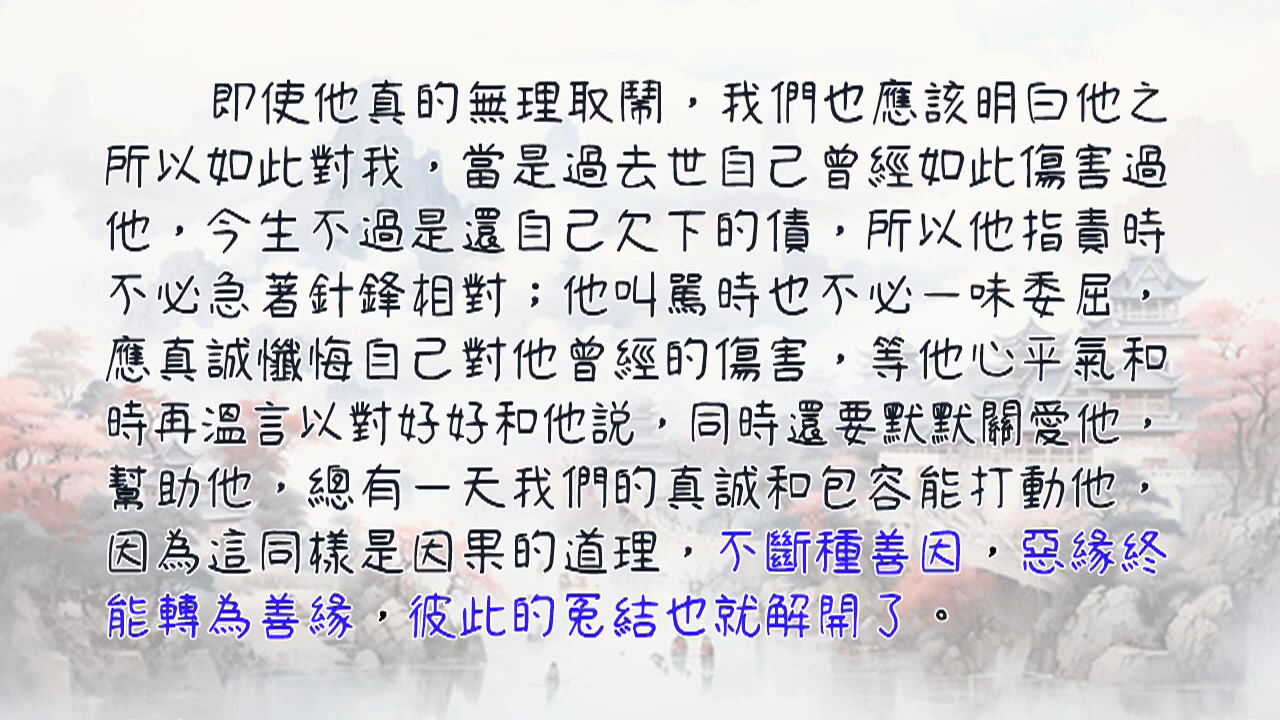 即使他真的無理取鬧，我們也應該明白他之
所以如此對我，當是過去世自己曾經如此傷害過
他，今生不過是還自己欠下的債，所以他指責時
不必急著針鋒相對；他叫罵時也不必一味委屈，
應真誠懺悔自己對他曾經的傷害，等他心平氣和
時再溫言以對好好和他說，同時還要默默關愛他，
幫助他，總有一天我們的真誠和包容能打動他，
因為這同樣是因果的道理，不斷種善因，惡緣終
能轉為善緣，彼此的冤結也就解開了。